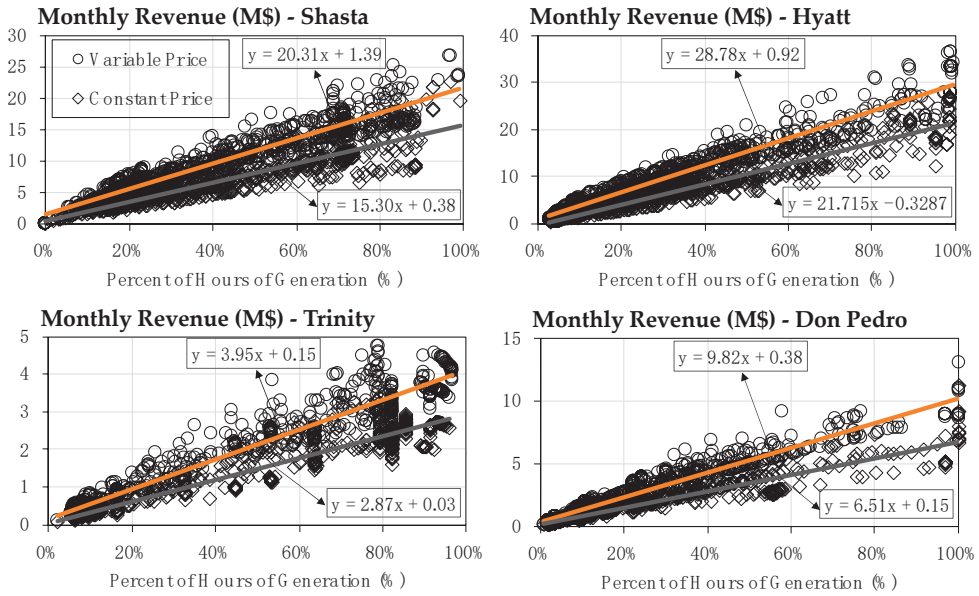 Monthly Revenue (M$) - Shasta
30
25
20
15
10
5
0
Variable Price
Constant Price
y = 20.31x + 1.39
y = 15.30x + 0.38
0% 20% 40% 60% 80% 100%
Percent of Hours of Generation (%)
Monthly Revenue (M$) - Hyatt
40
30
20
10
0
y = 28.78x + 0.92
y = 21.715x −0.3287
0% 20% 40% 60% 80% 100%
Percent of Hours of Generation (%)
Monthly Revenue (M$) - Trinity
5
4
3
2
1
0
y = 3.95x + 0.15
y = 2.87x + 0.03
0% 20% 40% 60% 80% 100%
Percent of Hours of Generation (%)
Monthly Revenue (M$) - Don Pedro
15
10
5
0
y = 9.82x + 0.38
y = 6.51x + 0.15
0% 20% 40% 60% 80% 100%
Percent of Hours of Generation (%)